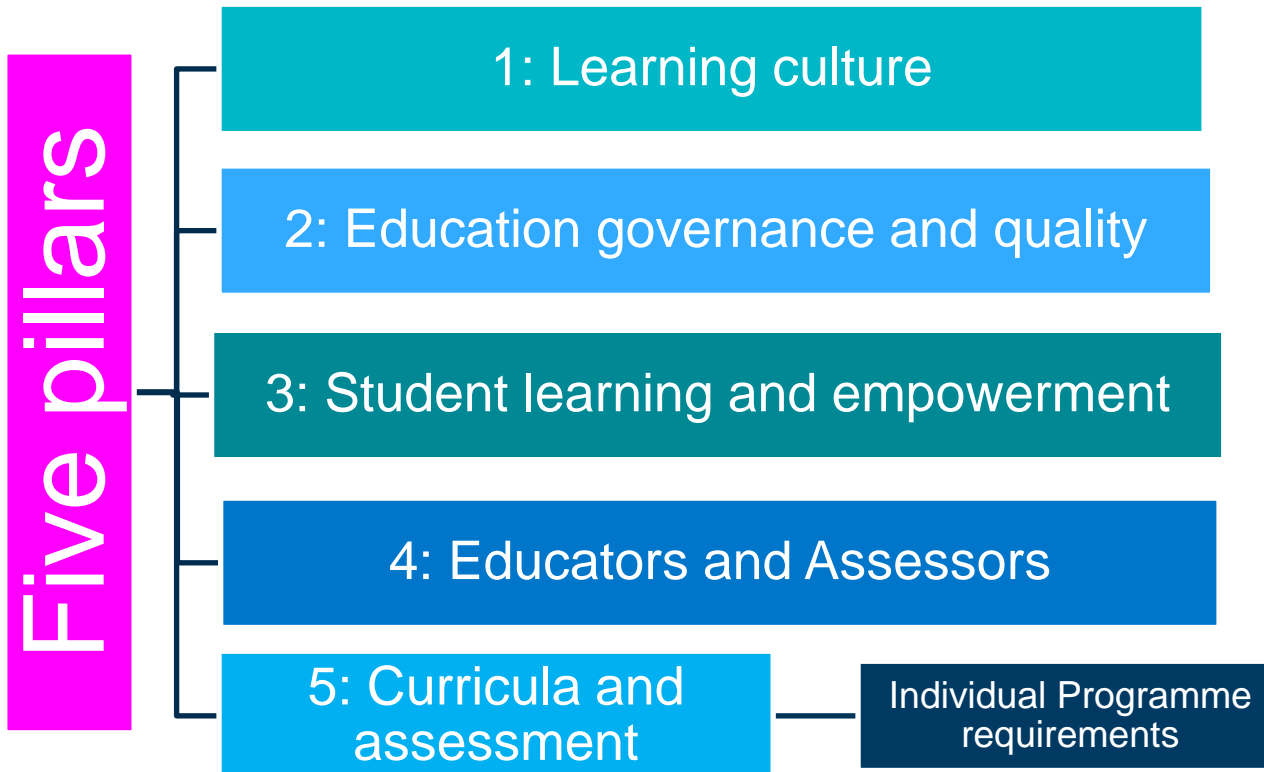 Five pillars
1: Learning culture
2: Education governance and quality
3: Student learning and empowerment
4: Educators and Assessors
5: Curricula and
assessment
Individual Programme
requirements